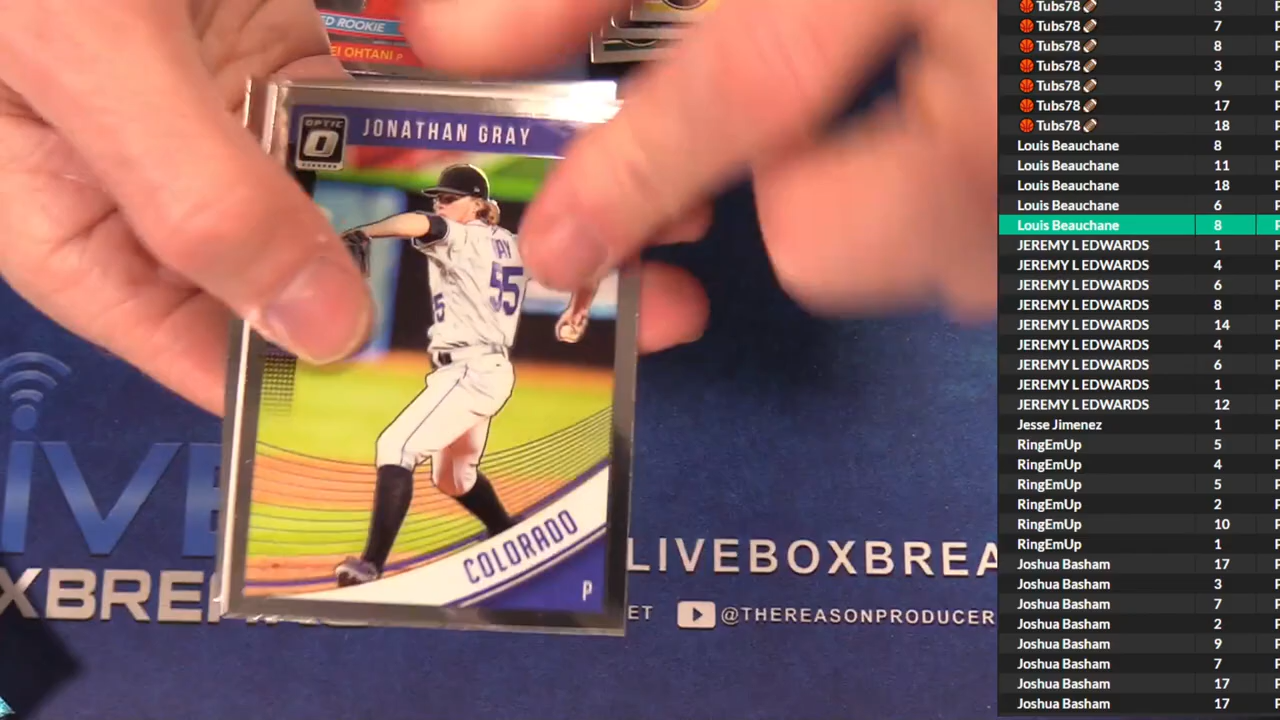 ED ROOKIE
EI OHTANI P
OPTIC
JONATHAN GRAY
55
COLORADO
P
iVE
XBRE
LIVEBOXBREA
ET
@THEREASONPRODUCER
Tubs78 3
Tubs78 7
Tubs78 8
Tubs78 3
Tubs78 9
Tubs78 17
Tubs78 18
Louis Beauchane 8
Louis Beauchane 11
Louis Beauchane 18
Louis Beauchane 6
Louis Beauchane 8
JEREMY L EDWARDS 1
JEREMY L EDWARDS 4
JEREMY L EDWARDS 6
JEREMY L EDWARDS 8
JEREMY L EDWARDS 14
JEREMY L EDWARDS 4
JEREMY L EDWARDS 6
JEREMY L EDWARDS 1
JEREMY L EDWARDS 12
Jesse Jimenez 1
RingEmUp 5
RingEmUp 4
RingEmUp 5
RingEmUp 2
RingEmUp 10
RingEmUp 1
Joshua Basham 17
Joshua Basham 3
Joshua Basham 7
Joshua Basham 2
Joshua Basham 9
Joshua Basham 7
Joshua Basham 17
Joshua Basham 17